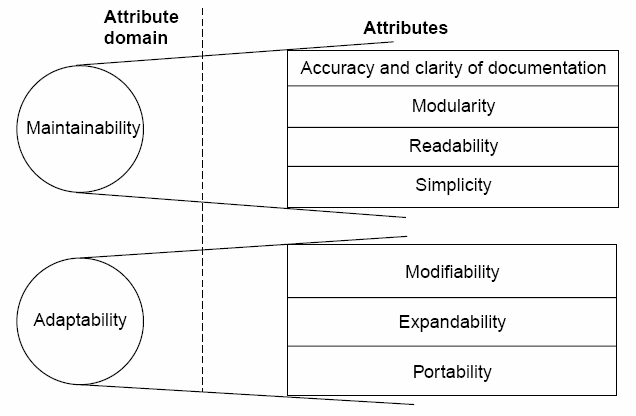 Attribute
domain
Attributes
Maintainability
Accuracy and clarity of documentation
Modularity
Readability
Simplicity
Adaptability
Modifiability
Expandability
Portability